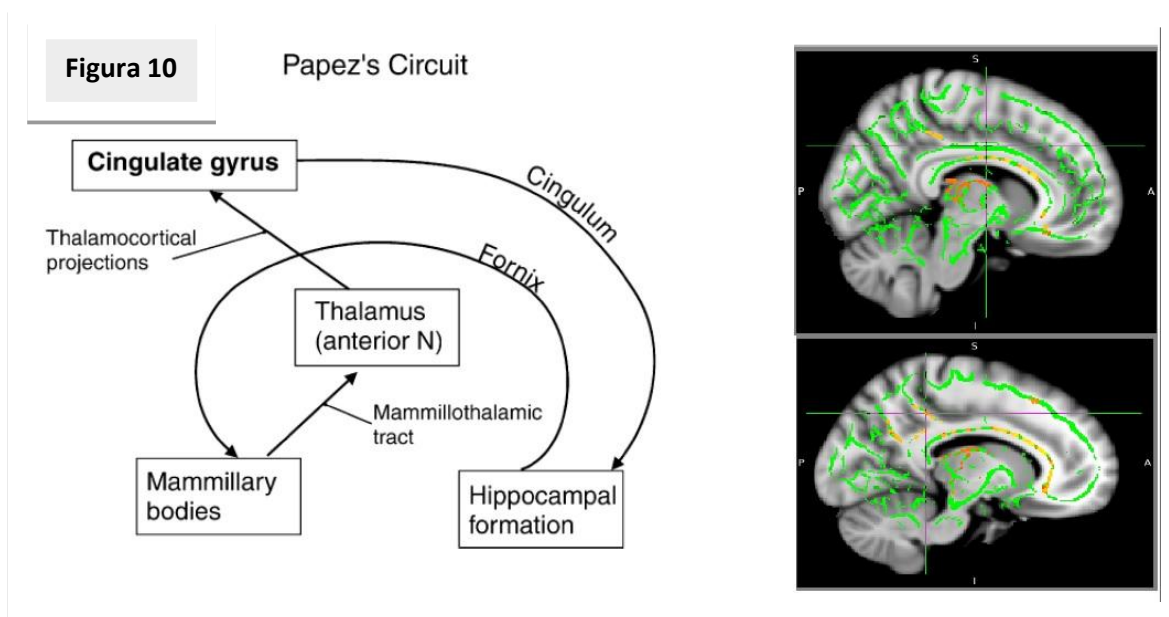 Figura 10
Papez's Circuit
Cingulate gyrus
Cingulum
Thalamocortical
projections
Fornix
Thalamus
(anterior N)
Mammillothalamic
tract
Mammillary
bodies
Hippocampal
formation
S
P
A
I
S
P
A
I